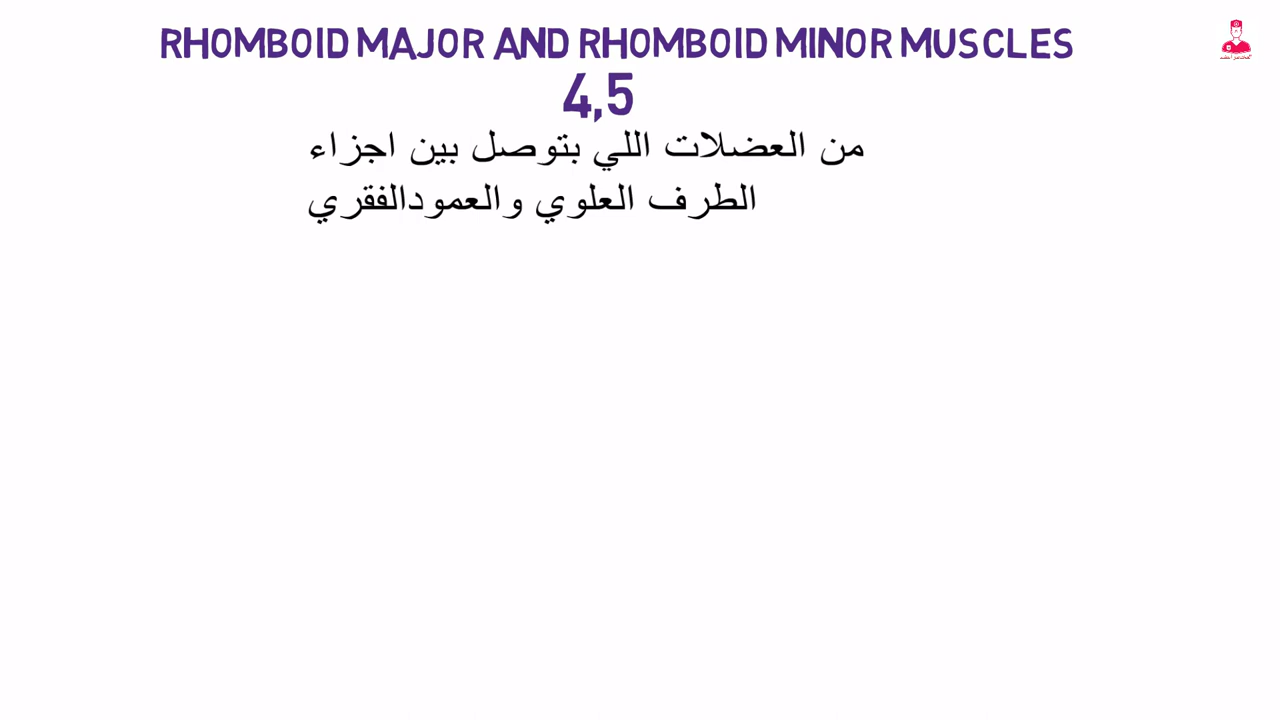 RHOMBOID MAJOR AND RHOMBOID MINOR MUSCLES
4,5
من العضلات اللي بتوصل بين اجزاء
الطرف العلوي والعمودالفقري